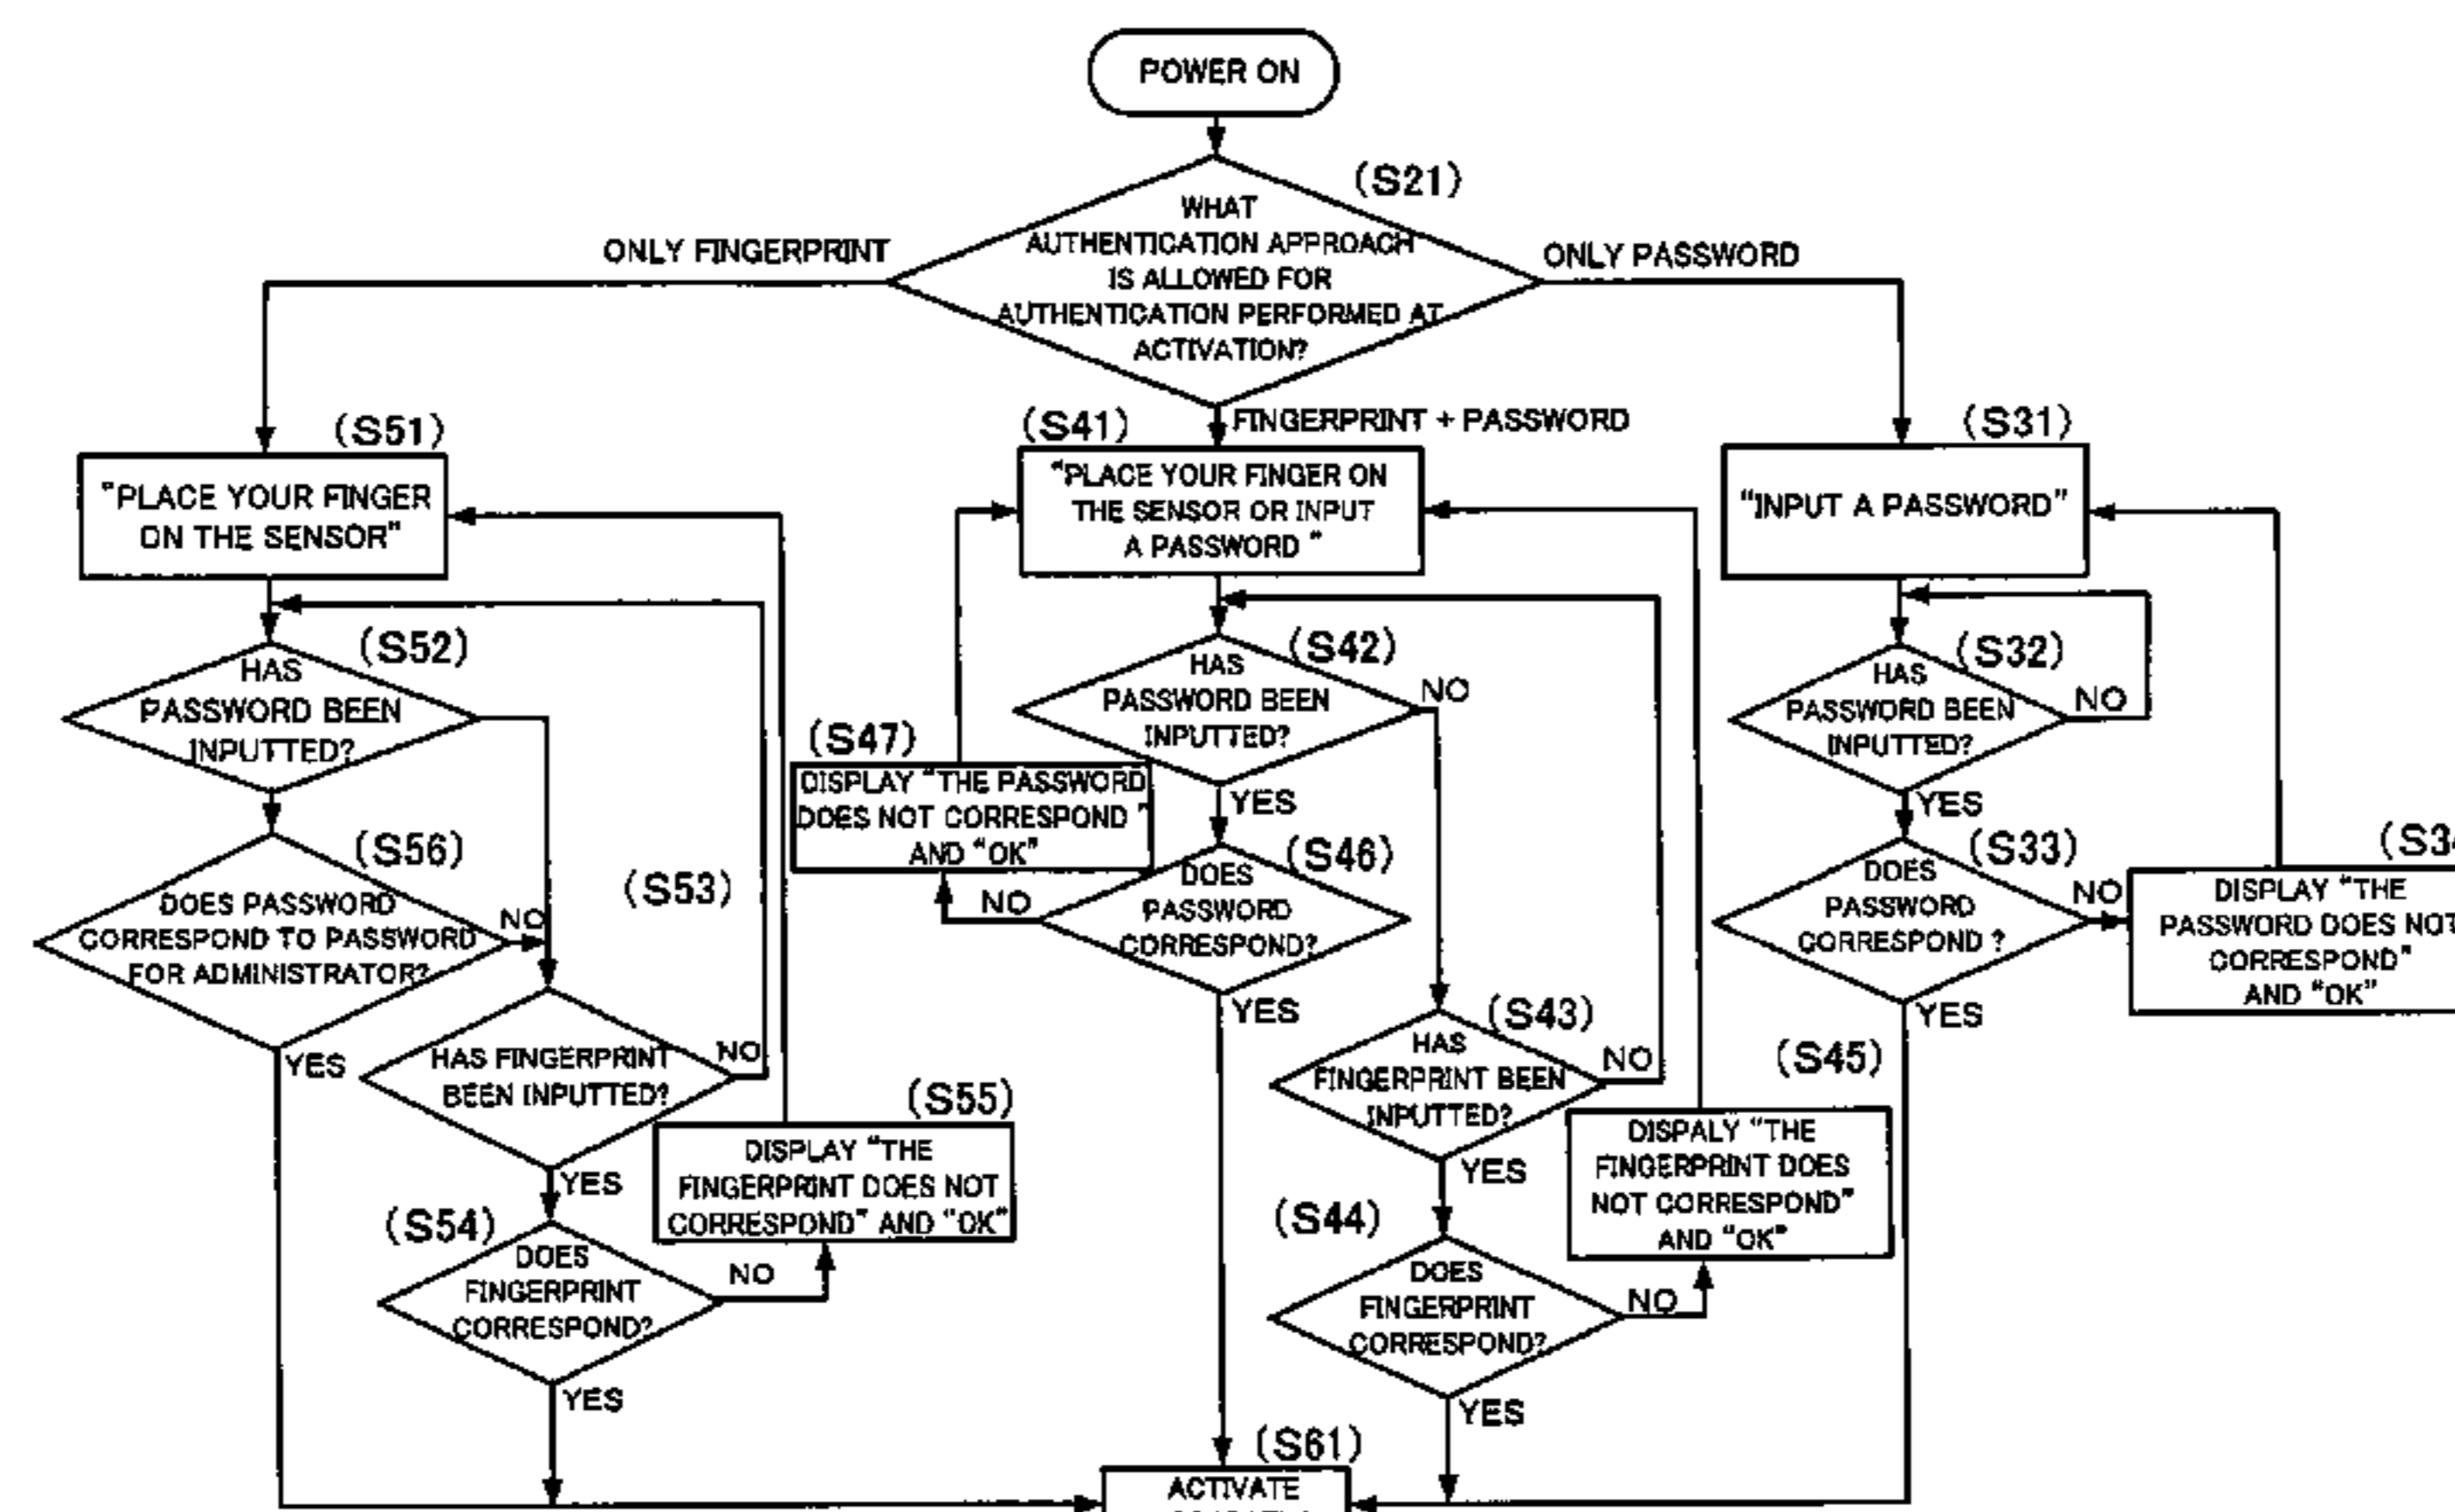 POWER ON
(S21)
WHAT
AUTHENTICATION APPROACH
IS ALLOWED FOR
AUTHENTICATION PERFORMED AT
ACTIVATION?
ONLY FINGERPRINT
ONLY PASSWORD
FINGERPRINT + PASSWORD
(S51)
"PLACE YOUR FINGER
ON THE SENSOR"
(S52)
HAS
PASSWORD BEEN
INPUTTED?
(S56)
DOES PASSWORD
CORRESPOND TO PASSWORD
FOR ADMINISTRATOR?
NO
YES
(S53)
HAS FINGERPRINT
BEEN INPUTTED?
NO
YES
(S54)
DOES
FINGERPRINT
CORRESPOND?
NO
YES
(S55)
DISPLAY "THE
FINGERPRINT DOES NOT
CORRESPOND" AND "OK"
(S41)
"PLACE YOUR FINGER ON
THE SENSOR OR INPUT
A PASSWORD "
(S42)
HAS
PASSWORD BEEN
INPUTTED?
NO
YES
(S47)
DISPLAY "THE PASSWORD
DOES NOT CORRESPOND "
AND "OK"
(S46)
DOES
PASSWORD
CORRESPOND?
NO
YES
(S43)
HAS
FINGERPRINT BEEN
INPUTTED?
NO
YES
(S44)
DOES
FINGERPRINT
CORRESPOND?
NO
YES
(S45)
DISPALY "THE
FINGERPRINT DOES
NOT CORRESPOND"
AND "OK"
(S31)
"INPUT A PASSWORD"
(S32)
HAS
PASSWORD BEEN
INPUTTED?
NO
YES
(S33)
DOES
PASSWORD
CORRESPOND ?
NO
YES
DISPLAY "THE
PASSWORD DOES NOT
CORRESPOND"
AND "OK"
(S61)
ACTIVATE